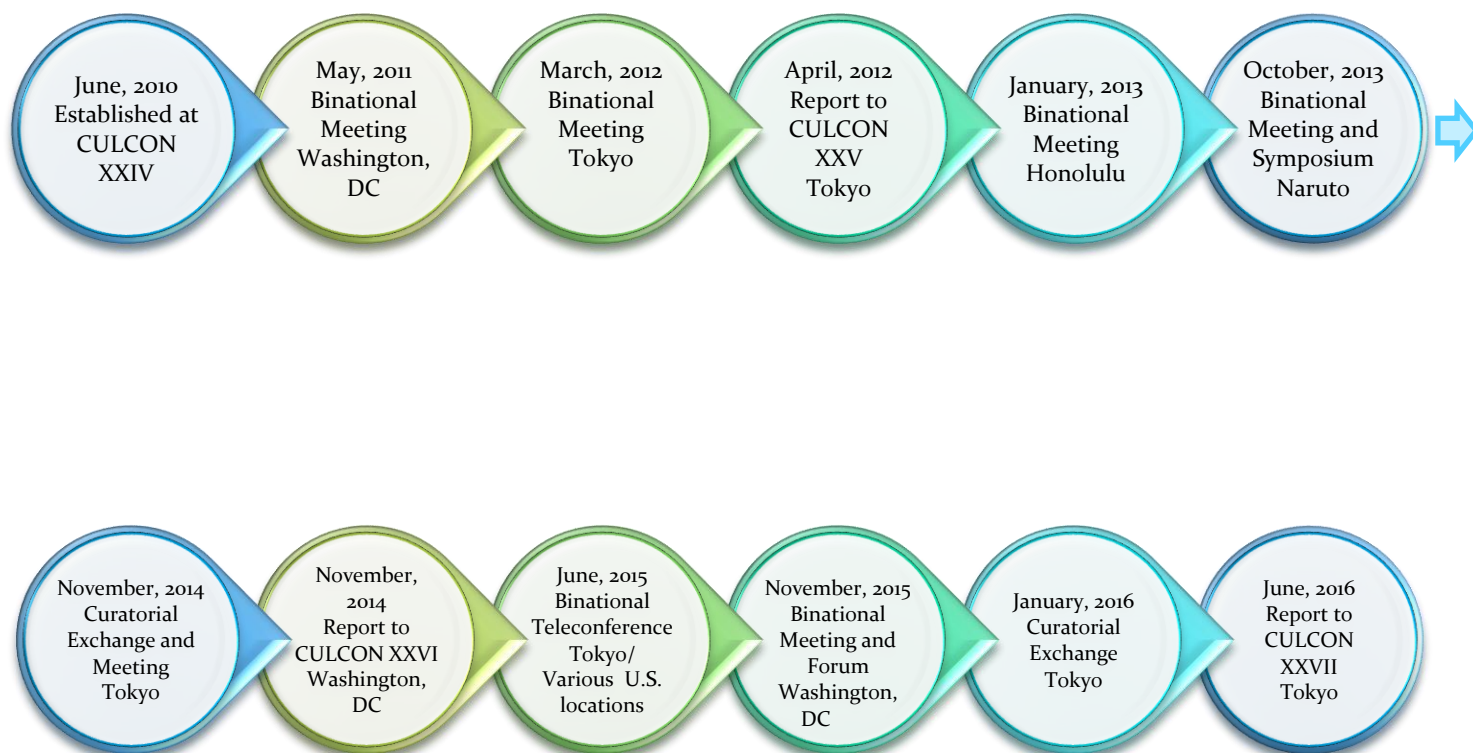 June, 2010
Established at
CULCON
XXIV
May, 2011
Binational
Meeting
Washington,
DC
March, 2012
Binational
Meeting
Tokyo
April, 2012
Report to
CULCON
XXV
Tokyo
January, 2013
Binational
Meeting
Honolulu
October, 2013
Binational
Meeting and
Symposium
Naruto
November, 2014
Curatorial
Exchange and
Meeting
Tokyo
November,
2014
Report to
CULCON XXVI
Washington,
DC
June, 2015
Binational
Teleconference
Tokyo/
Various U.S.
locations
November, 2015
Binational
Meeting and
Forum
Washington,
DC
January, 2016
Curatorial
Exchange
Tokyo
June, 2016
Report to
CULCON
XXVII
Tokyo